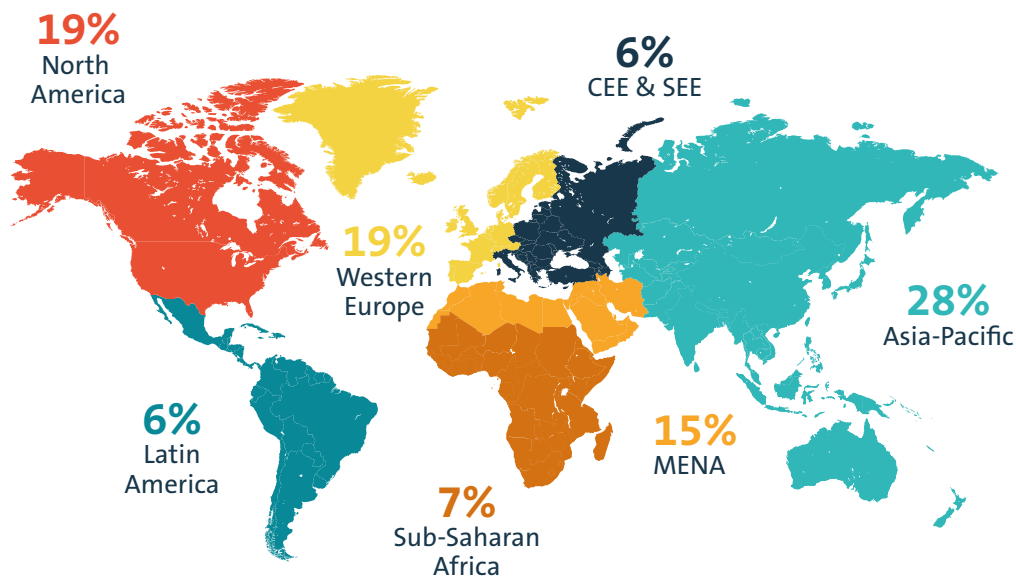 19%
North
America
6%
CEE & SEE
19%
Western
Europe
28%
Asia-Pacific
6%
Latin
America
15%
MENA
7%
Sub-Saharan
Africa